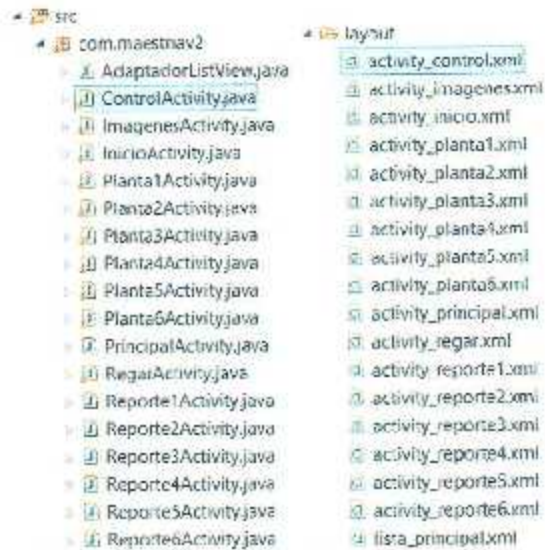 src
com.maestnav2
AdaptadorListView.java
ControlActivity.java
ImagenesActivity.java
InicioActivity.java
Planta1Activity.java
Planta2Activity.java
Planta3Activity.java
Planta4Activity.java
Planta5Activity.java
Planta6Activity.java
PrincipalActivity.java
RegarActivity.java
Reporte1Activity.java
Reporte2Activity.java
Reporte3Activity.java
Reporte4Activity.java
Reporte5Activity.java
Reporte6Activity.java
layout
activity_control.xml
activity_imagenes.xml
activity_inicio.xml
activity_planta1.xml
activity_planta2.xml
activity_planta3.xml
activity_planta4.xml
activity_planta5.xml
activity_planta6.xml
activity_principal.xml
activity_regar.xml
activity_reporte1.xml
activity_reporte2.xml
activity_reporte3.xml
activity_reporte4.xml
activity_reporte5.xml
activity_reporte6.xml
lista_principal.xml